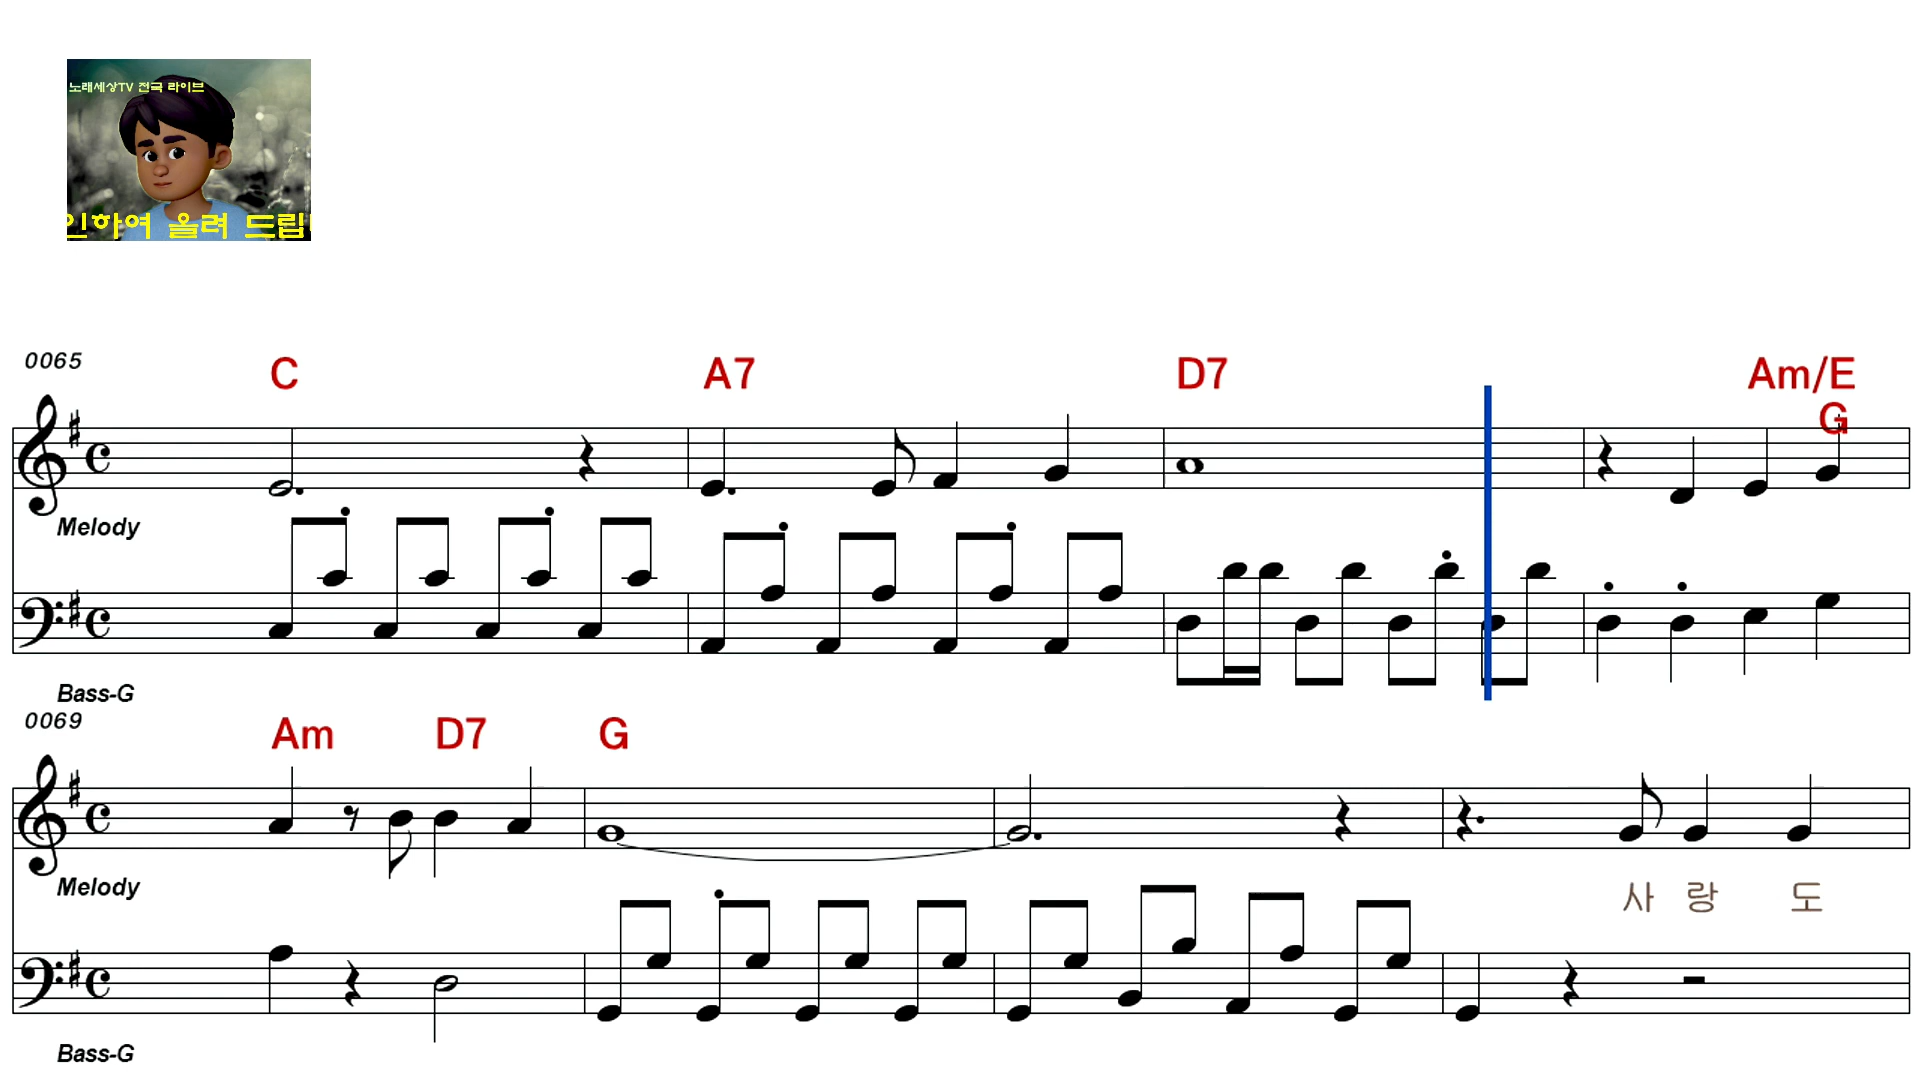 노래세상TV 전국 라이브
인하여 올려 드립니
0065
C A7 D7 Am/E
G
Melody
Bass-G
0069
Am D7 G
Melody
사 랑 도
Bass-G